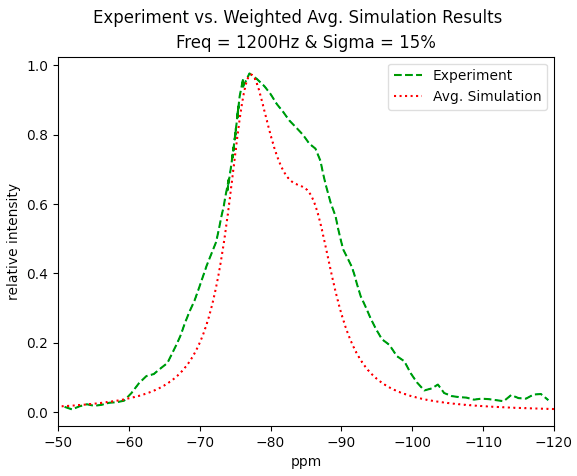 Experiment vs. Weighted Avg. Simulation Results
Freq = 1200Hz & Sigma = 15%
Experiment
Avg. Simulation
relative intensity
1.0
0.8
0.6
0.4
0.2
0.0
−50
−60
−70
−80
−90
−100
−110
−120
ppm